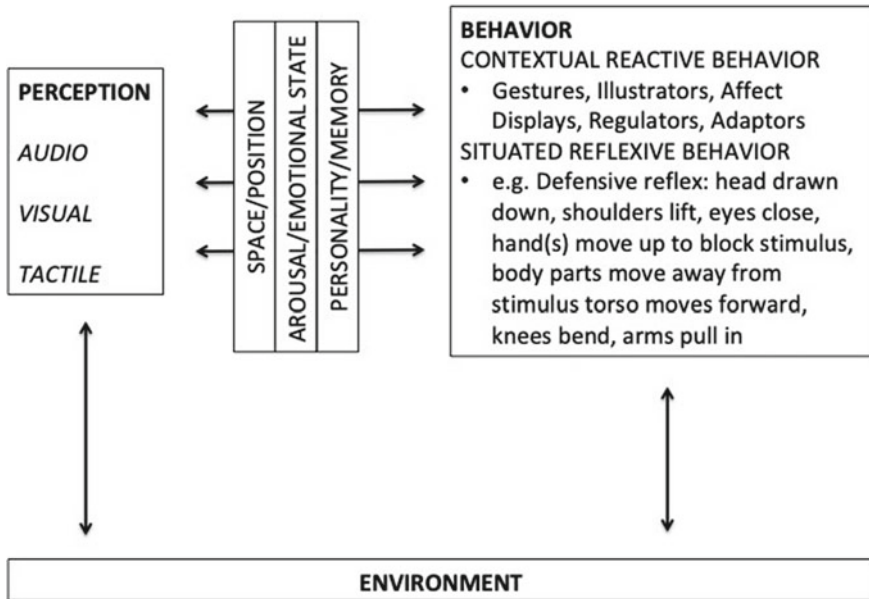 PERCEPTION
AUDIO
VISUAL
TACTILE
SPACE/POSITION
AROUSAL/EMOTIONAL STATE
PERSONALITY/MEMORY
BEHAVIOR
CONTEXTUAL REACTIVE BEHAVIOR
• Gestures, Illustrators, Affect
Displays, Regulators, Adaptors
SITUATED REFLEXIVE BEHAVIOR
• e.g. Defensive reflex: head drawn
down, shoulders lift, eyes close,
hand(s) move up to block stimulus,
body parts move away from
stimulus torso moves forward,
knees bend, arms pull in
ENVIRONMENT